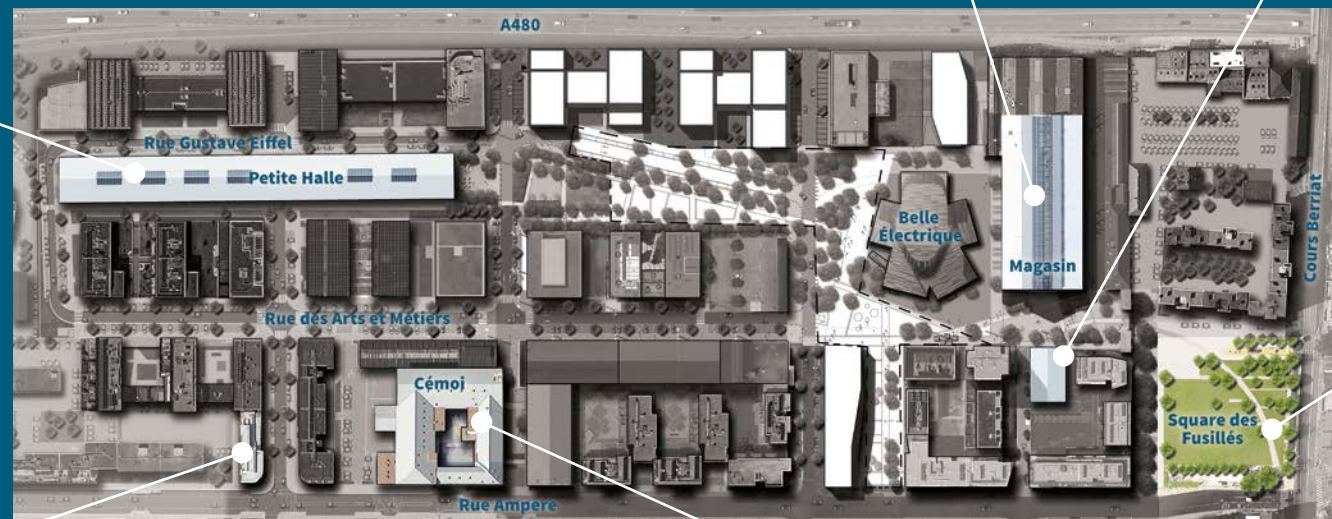 A480
Rue Gustave Eiffel
Petite Halle
Belle
Électrique
Magasin
Cours Berriat
Rue des Arts et Métiers
Cémoi
Square des
Fusillés
Rue Ampère